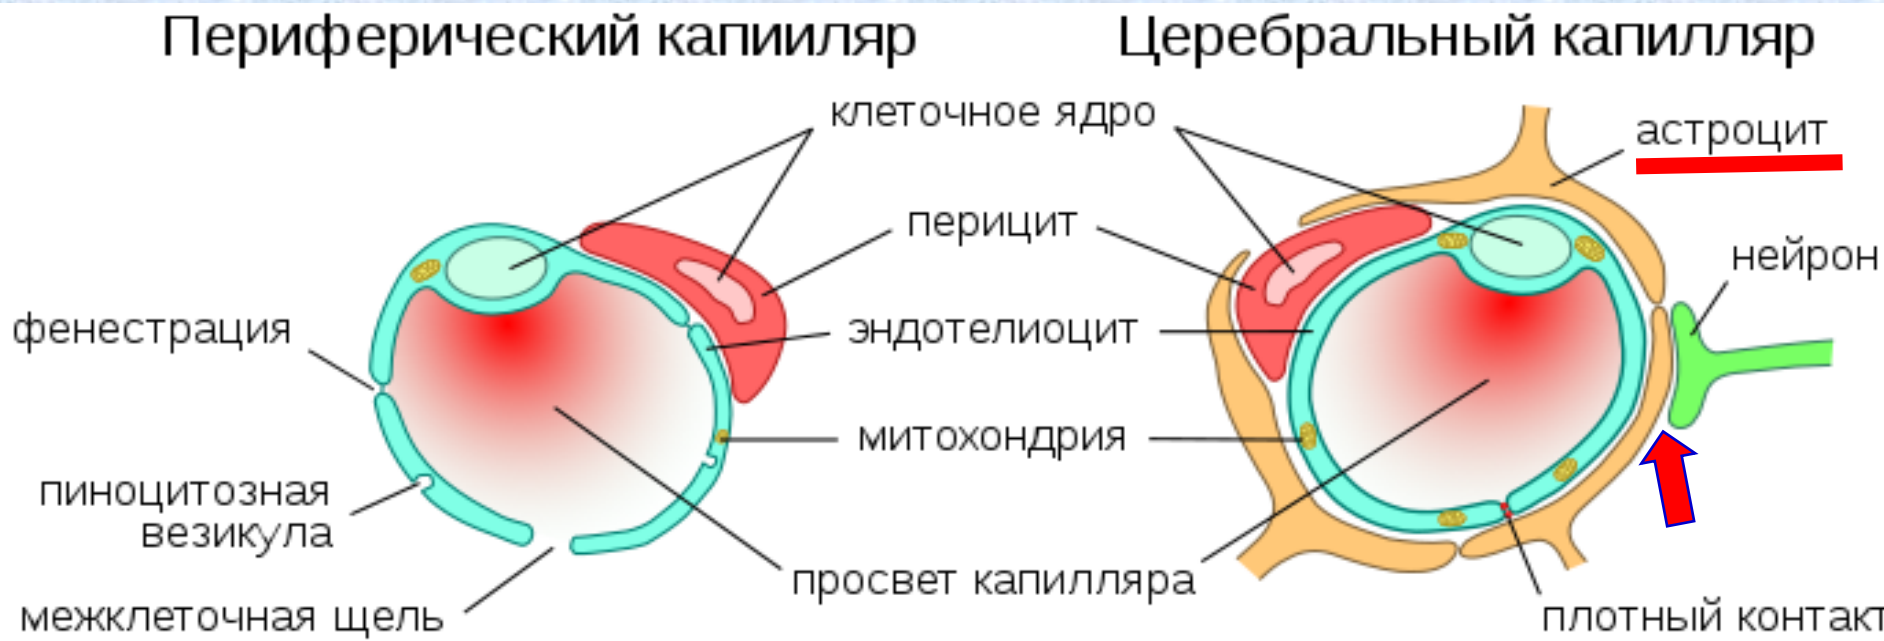 Периферический капииляр
Церебральный капилляр
клеточное ядро
астроцит
перицит
нейрон
фенестрация
эндотелиоцит
митохондрия
пиноцитозная
везикула
просвет капилляра
межклеточная щель
плотный контакт